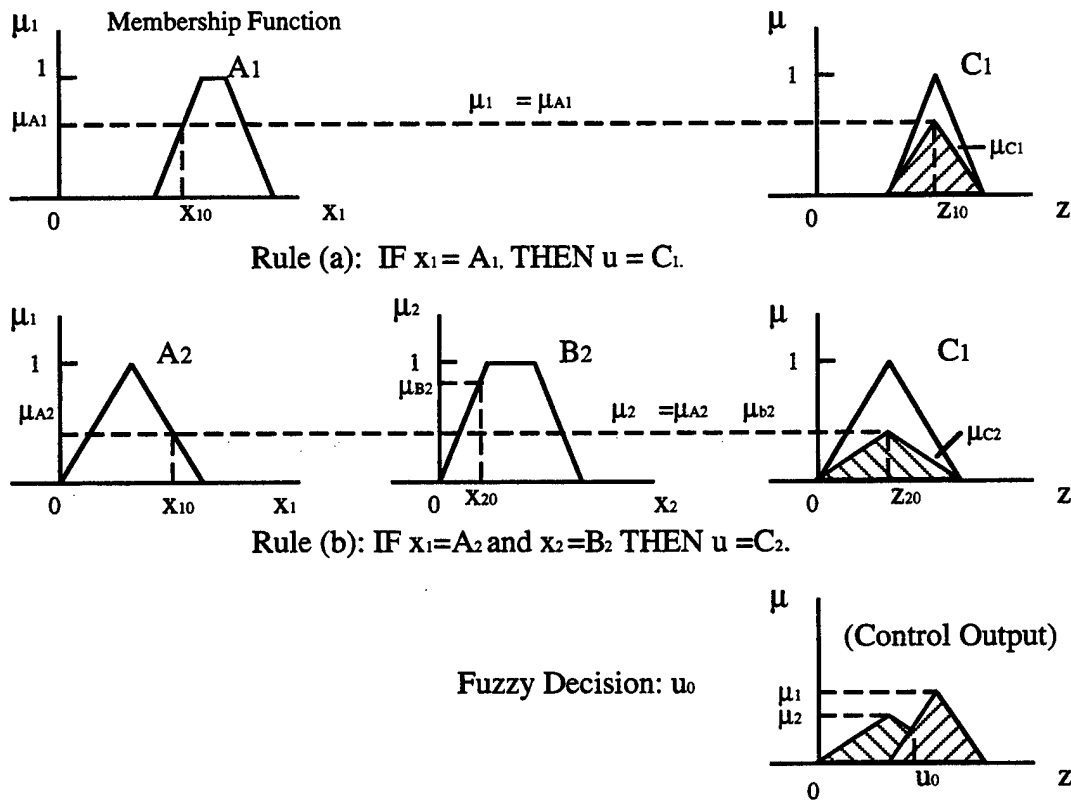 μ1 Membership Function μ
1 A1 1 C1
μA1 μ1 = μA1 μC1
0 x10 x1 0 z10 z
Rule (a): IF x1 = A1, THEN u = C1.
μ1 μ2 μ
1 A2 1 B2 1 C1
μA2 μB2 μ2 =μA2 μb2 μC2
0 x10 x1 0 x20 x2 0 z20 z
Rule (b): IF x1=A2 and x2=B2 THEN u =C2.
μ
(Control Output)
Fuzzy Decision: u0 μ1
μ2
0 u0 z